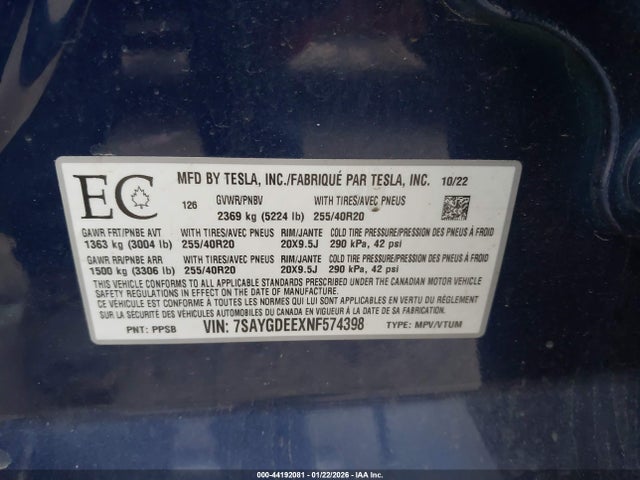 EC
MFD BY TESLA, INC./FABRIQUÉ PAR TESLA, INC. 10/22
126 GVWR/PNBV WITH TIRES/AVEC PNEUS
2369 kg (5224 lb) 255/40R20
GAWR FRT/PNBE AVT WITH TIRES/AVEC PNEUS RIM/JANTE COLD TIRE PRESSURE/PRESSION DES PNEUS À FROID
1363 kg (3004 lb) 255/40R20 20X9.5J 290 kPa, 42 psi
GAWR RR/PNBE ARR WITH TIRES/AVEC PNEUS RIM/JANTE COLD TIRE PRESSURE/PRESSION DES PNEUS À FROID
1500 kg (3306 lb) 255/40R20 20X9.5J 290 kPa, 42 psi
THIS VEHICLE CONFORMS TO ALL APPLICABLE STANDARDS PRESCRIBED UNDER THE CANADIAN MOTOR VEHICLE
SAFETY REGULATIONS IN EFFECT ON THE DATE OF MANUFACTURE
CE VÉHICULE EST CONFORME À TOUTES LES NORMES QUI LUI SONT APPLICABLES EN VERTU DU RÈGLEMENT
SUR LA SÉCURITÉ DES VÉHICULES AUTOMOBILES DU CANADA EN VIGUEUR À LA DATE DE SA FABRICATION
PNT: PPSB VIN: 7SAYGDEEXNF574398 TYPE: MPV/VTUM
000-44192081 - 01/22/2026 - IAA Inc.